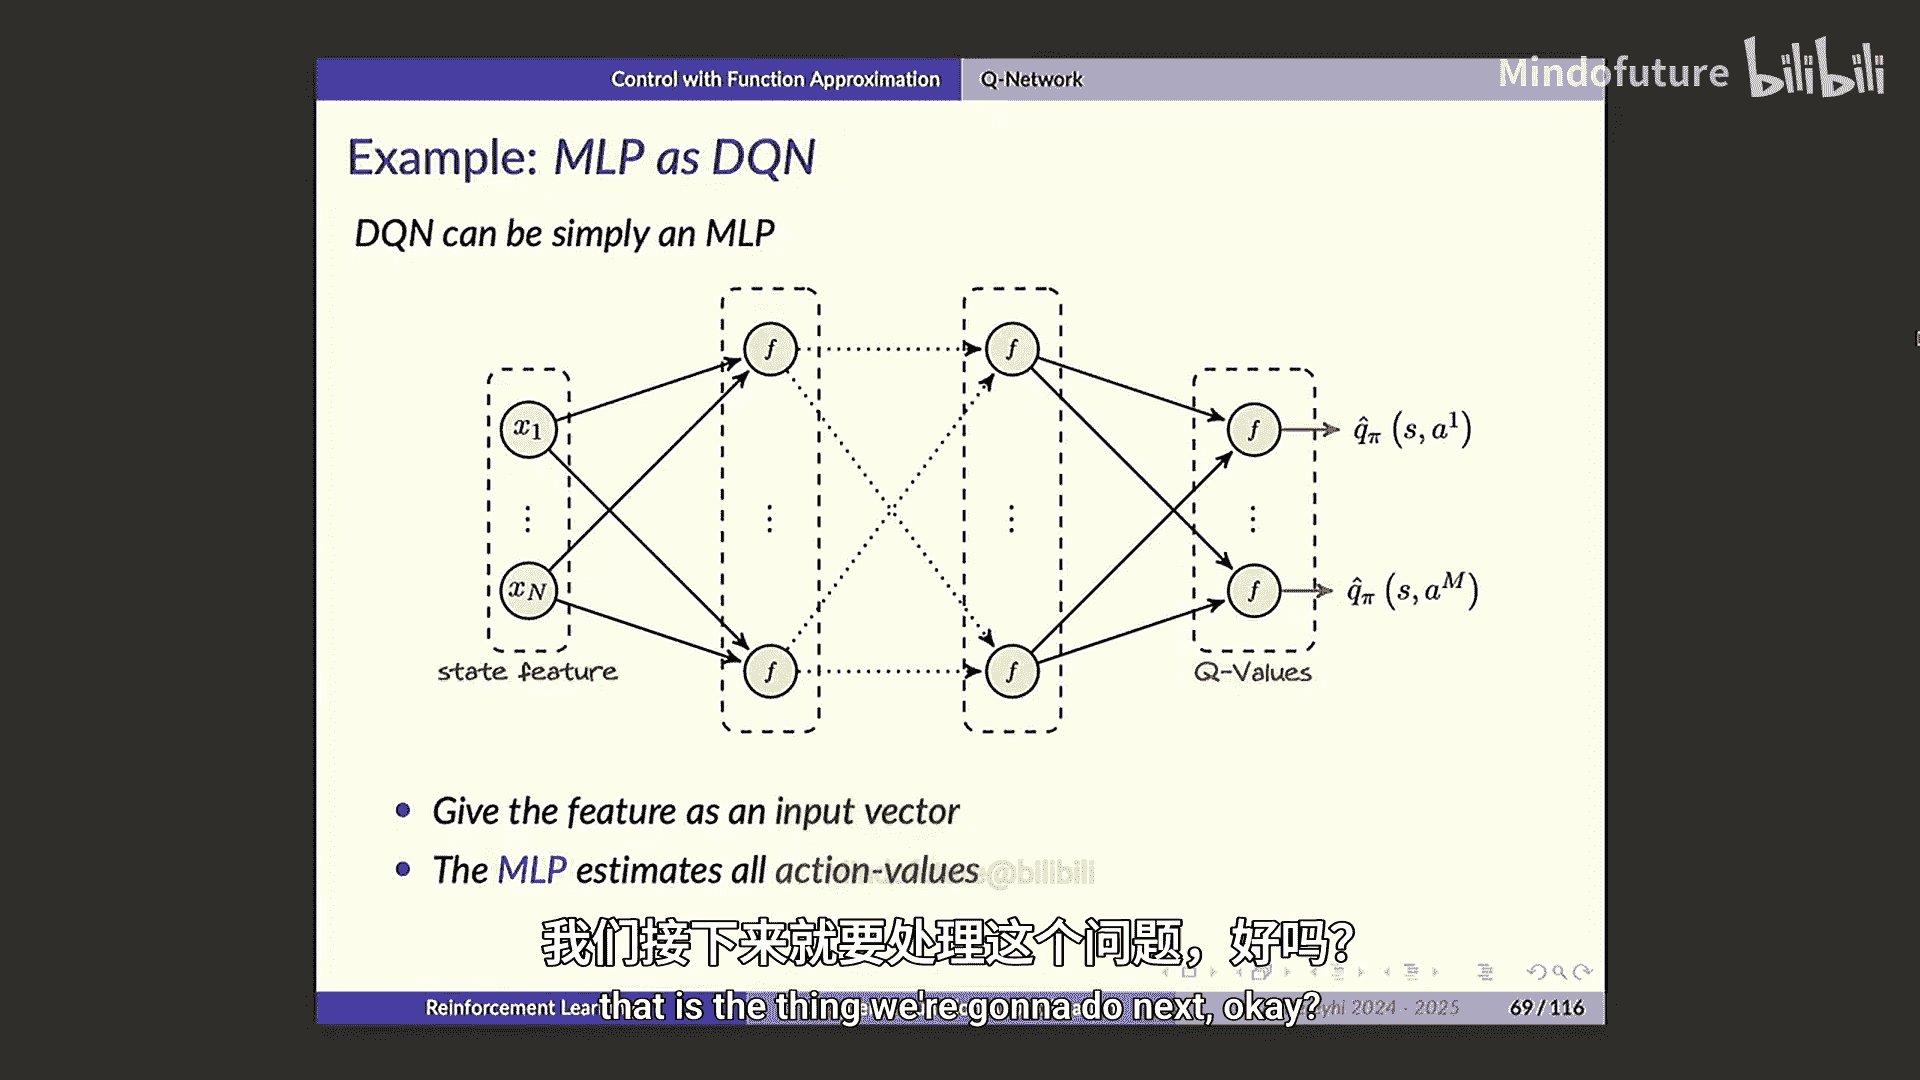 Control with Function Approximation Q-Network
Mindofuture bilibili
Example: MLP as DQN
DQN can be simply an MLP
f f
x₁ f q̂π (s, a¹)
⋮ ⋮ ⋮ ⋮
x_N f q̂π (s, a^M)
f f
state feature Q-Values
• Give the feature as an input vector
• The MLP estimates all action-values
@bilibili
我们接下来就要处理这个问题，好吗？
that is the thing we're gonna do next, okay?
Reinforcement 2024 - 2025 69 / 116